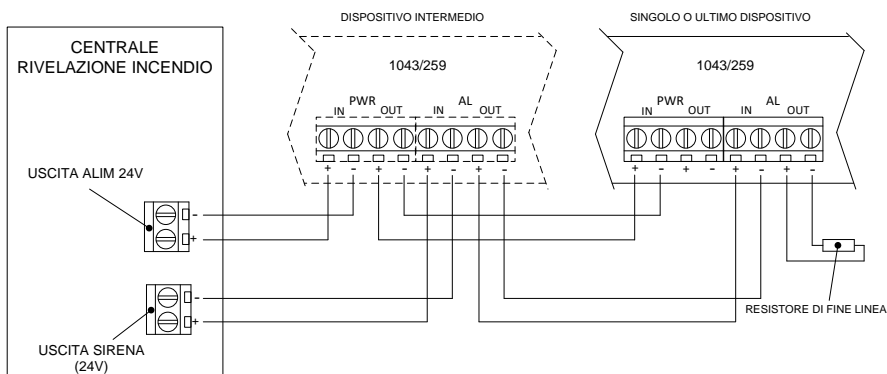 DISPOSITIVO INTERMEDIO
SINGOLO O ULTIMO DISPOSITIVO
CENTRALE
RIVELAZIONE INCENDIO
1043/259
1043/259
PWR
AL
IN
OUT
IN
OUT
PWR
AL
IN
OUT
IN
OUT
+ - + - + - + -
+ - + - + - + -
USCITA ALIM 24V
-
+
-
+
RESISTORE DI FINE LINEA
USCITA SIRENA
(24V)